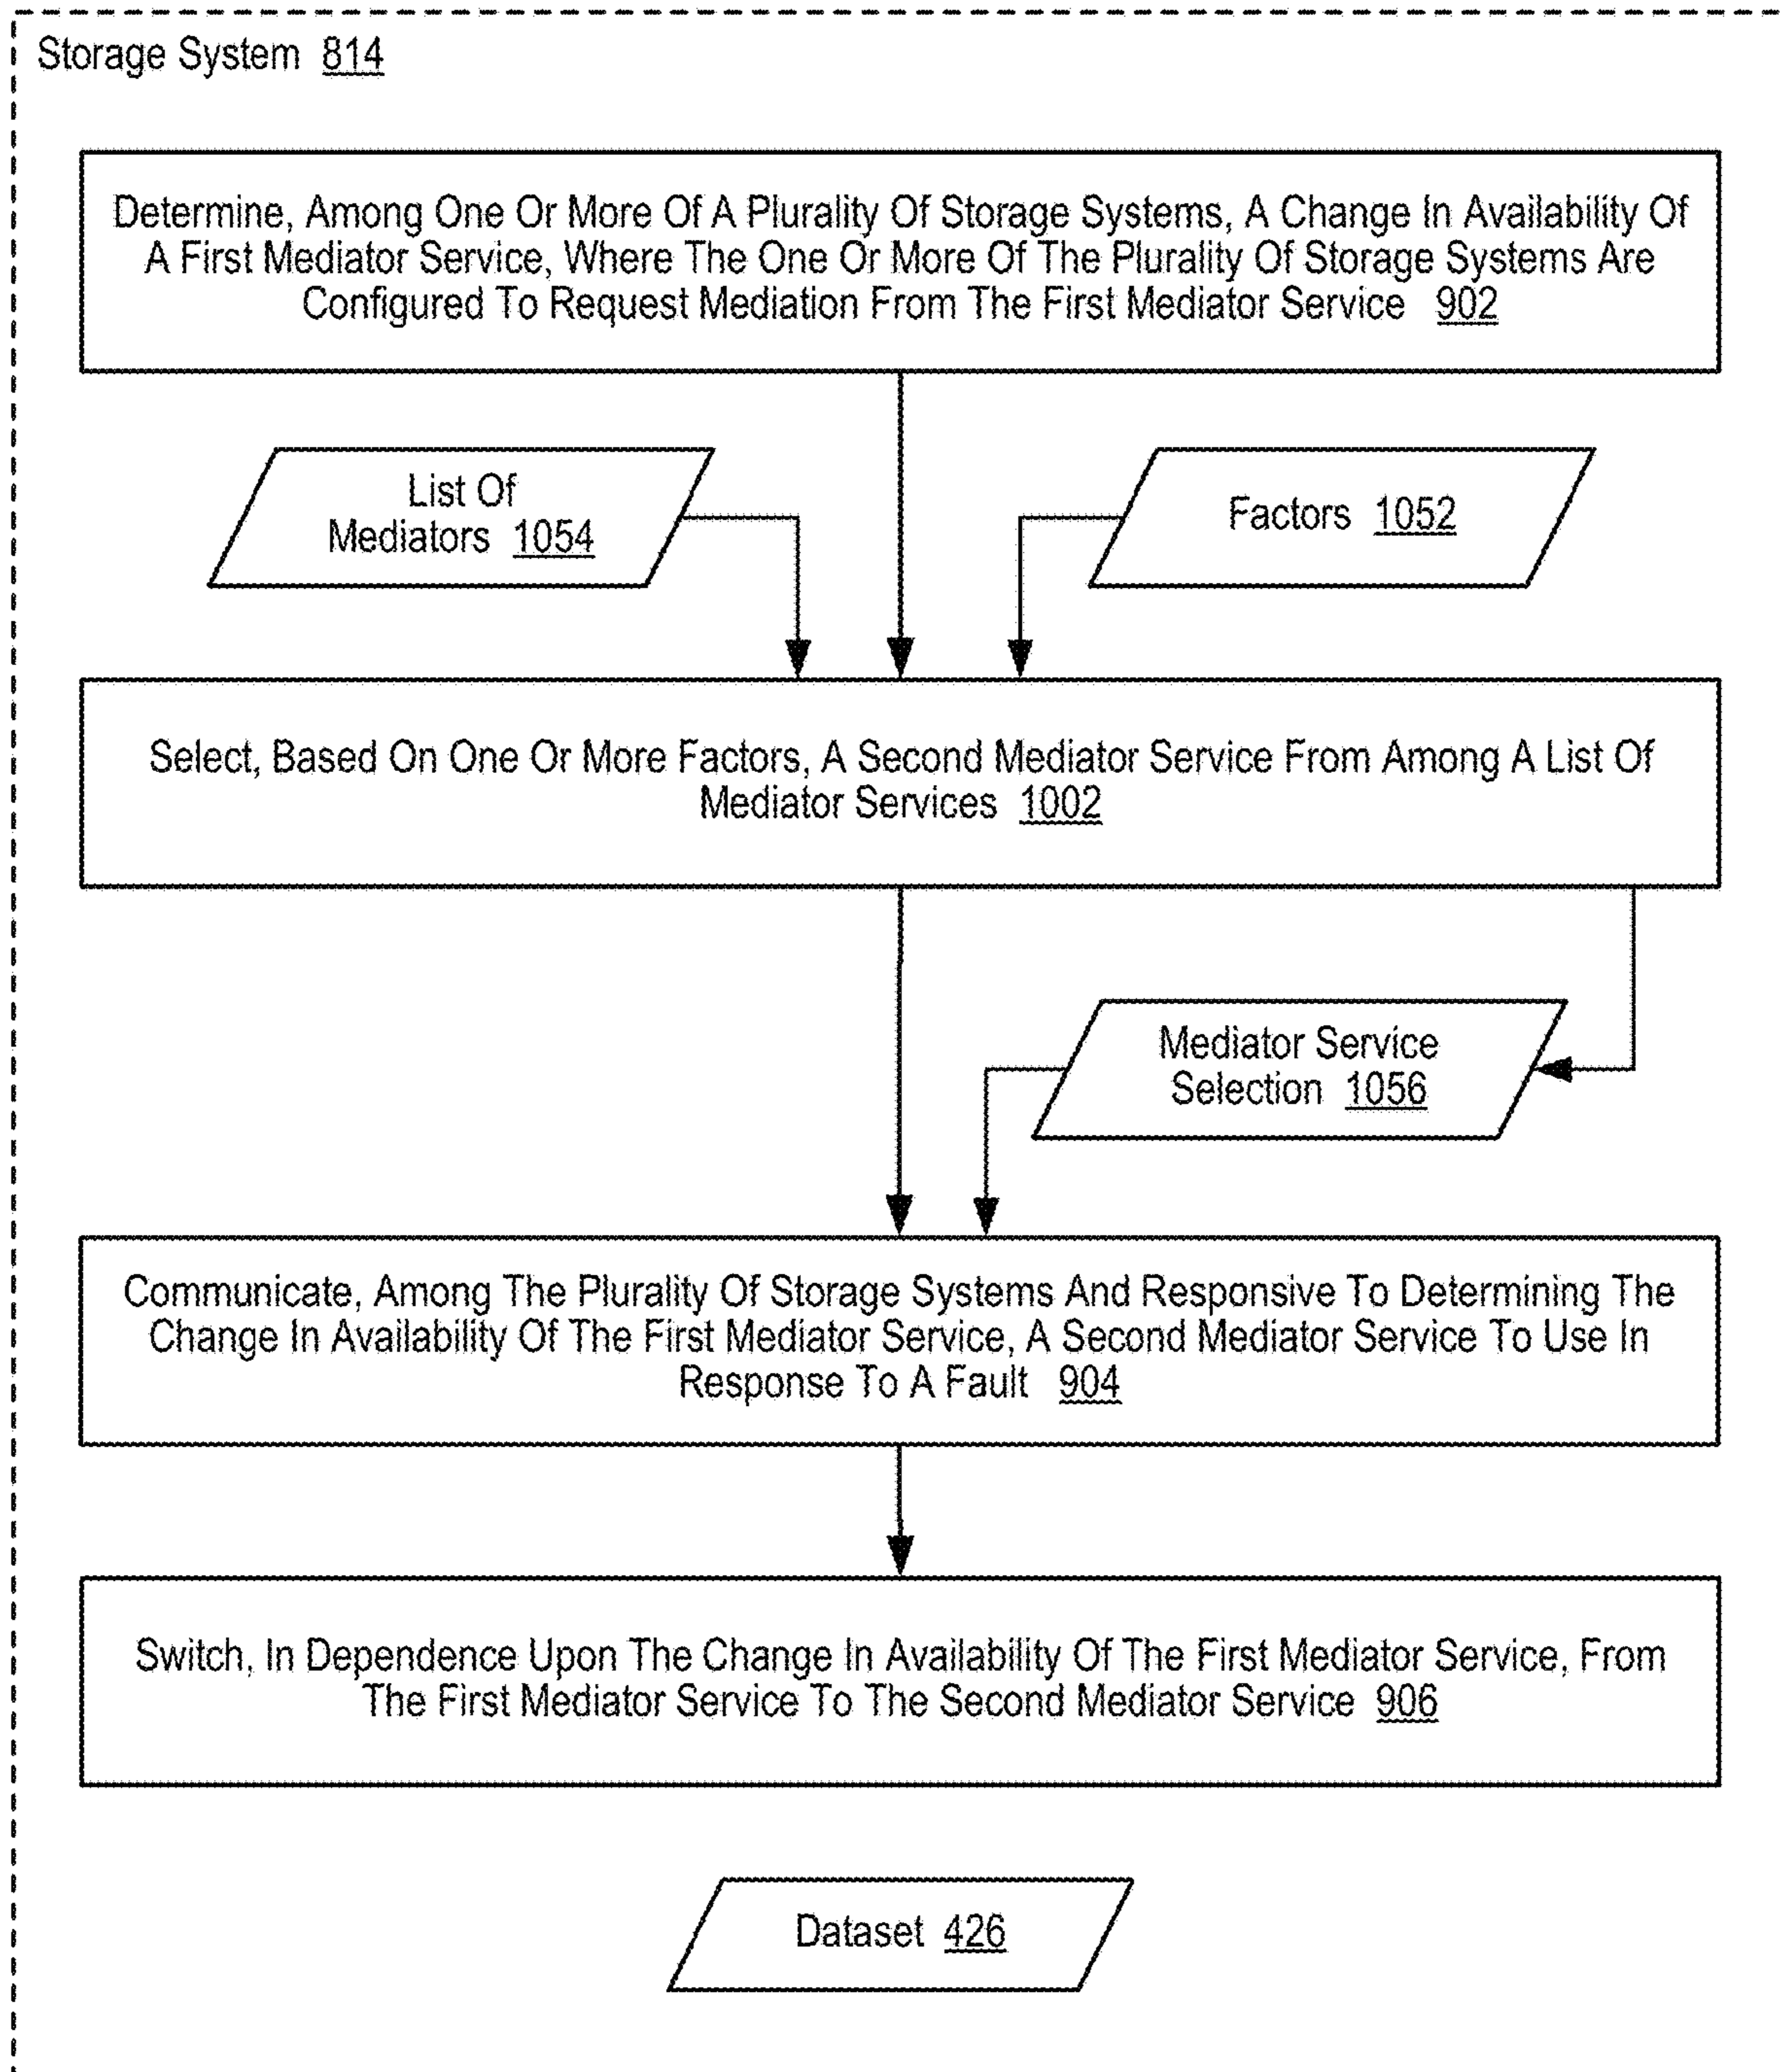 Storage System 814
Determine, Among One Or More Of A Plurality Of Storage Systems, A Change In Availability Of
A First Mediator Service, Where The One Or More Of The Plurality Of Storage Systems Are
Configured To Request Mediation From The First Mediator Service 902
List Of
Mediators 1054
Factors 1052
Select, Based On One Or More Factors, A Second Mediator Service From Among A List Of
Mediator Services 1002
Mediator Service
Selection 1056
Communicate, Among The Plurality Of Storage Systems And Responsive To Determining The
Change In Availability Of The First Mediator Service, A Second Mediator Service To Use In
Response To A Fault 904
Switch, In Dependence Upon The Change In Availability Of The First Mediator Service, From
The First Mediator Service To The Second Mediator Service 906
Dataset 426